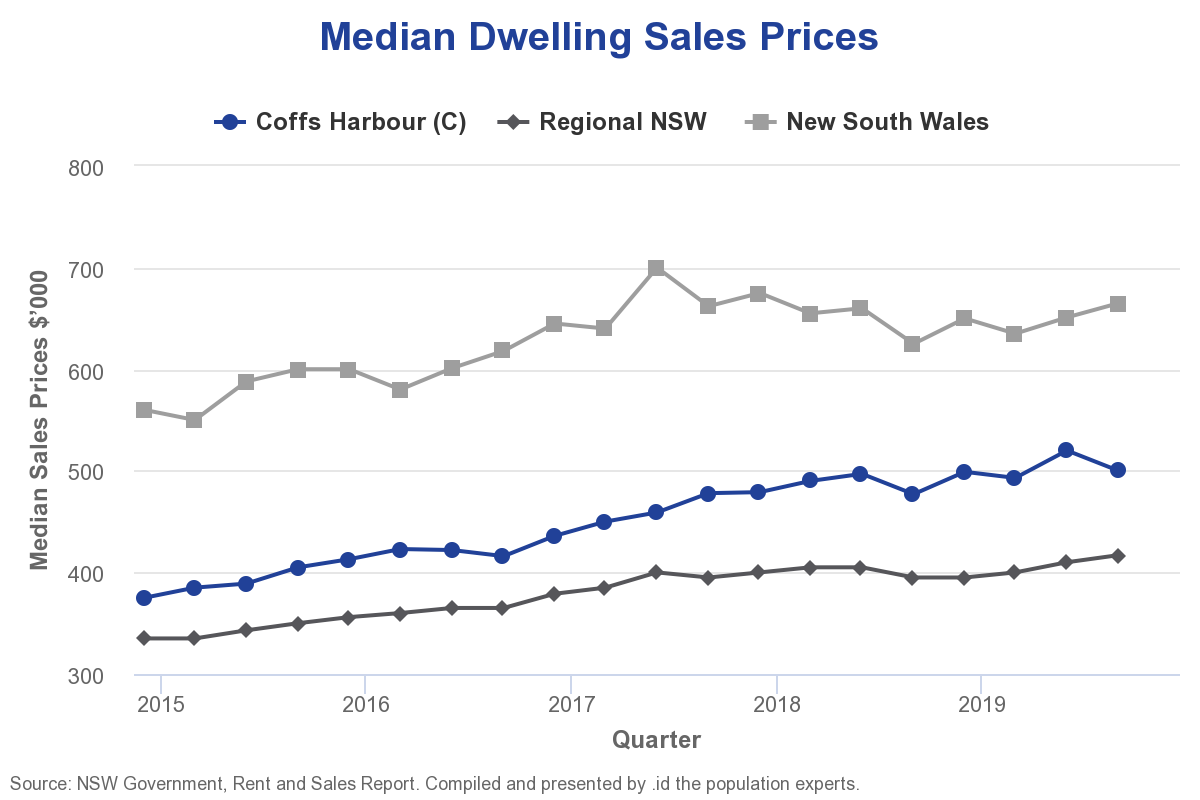 Median Dwelling Sales Prices
Coffs Harbour (C) Regional NSW New South Wales
Median Sales Prices $'000
800
700
600
500
400
300
2015 2016 2017 2018 2019
Quarter
Source: NSW Government, Rent and Sales Report. Compiled and presented by .id the population experts.